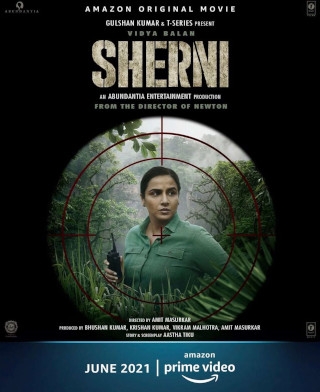 AMAZON ORIGINAL MOVIE
ABUNDANTIA
GULSHAN KUMAR & T-SERIES PRESENT
VIDYA BALAN
SHERNI
AN ABUNDANTIA ENTERTAINMENT PRODUCTION
FROM THE DIRECTOR OF NEWTON
DIRECTED BY AMIT MASURKAR
PRODUCED BY BHUSHAN KUMAR, KRISHAN KUMAR, VIKRAM MALHOTRA, AMIT MASURKAR
STORY & SCREENPLAY AASTHA TIKU
JUNE 2021 | amazon prime video